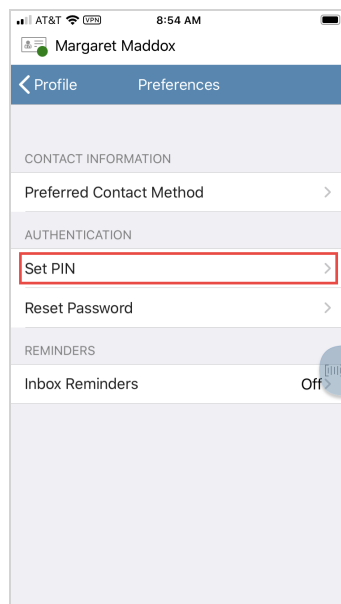 AT&T VPN 8:54 AM
Margaret Maddox
Profile Preferences
CONTACT INFORMATION
Preferred Contact Method
AUTHENTICATION
Set PIN
Reset Password
REMINDERS
Inbox Reminders Off